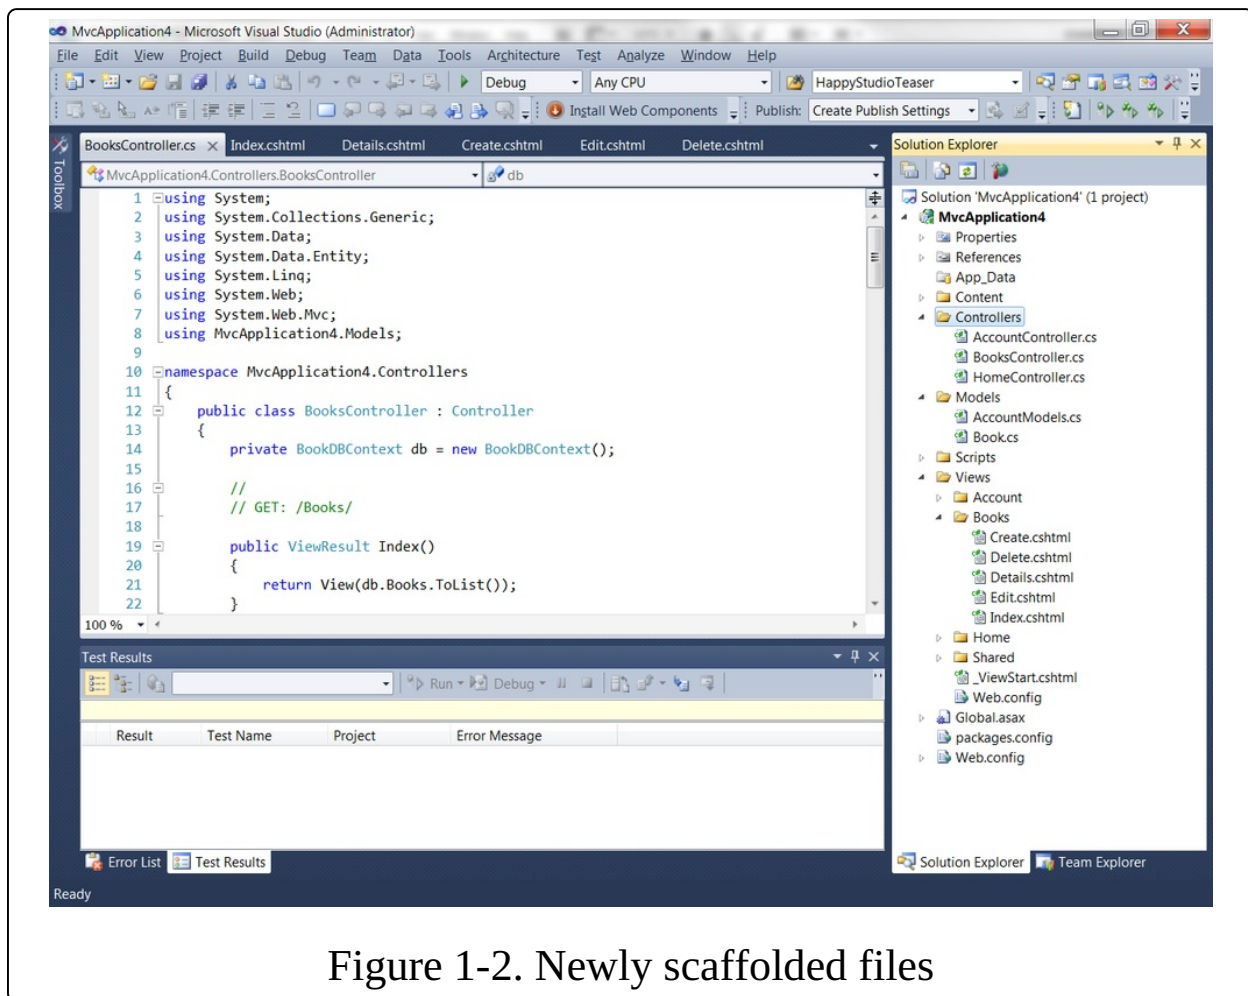 MvcApplication4 - Microsoft Visual Studio (Administrator)
File Edit View Project Build Debug Team Data Tools Architecture Test Analyze Window Help
Debug Any CPU HappyStudioTeaser
Install Web Components Publish: Create Publish Settings
Toolbox
BooksController.cs Index.cshtml Details.cshtml Create.cshtml Edit.cshtml Delete.cshtml
MvcApplication4.Controllers.BooksController db
1 using System;
2 using System.Collections.Generic;
3 using System.Data;
4 using System.Data.Entity;
5 using System.Linq;
6 using System.Web;
7 using System.Web.Mvc;
8 using MvcApplication4.Models;
9
10 namespace MvcApplication4.Controllers
11 {
12 public class BooksController : Controller
13 {
14 private BookDBContext db = new BookDBContext();
15
16 //
17 // GET: /Books/
18
19 public ViewResult Index()
20 {
21 return View(db.Books.ToList());
22 }
100 %
Test Results
Run Debug
Result Test Name Project Error Message
Error List Test Results
Solution Explorer
Solution 'MvcApplication4' (1 project)
MvcApplication4
Properties
References
App_Data
Content
Controllers
AccountController.cs
BooksController.cs
HomeController.cs
Models
AccountModels.cs
Book.cs
Scripts
Views
Account
Books
Create.cshtml
Delete.cshtml
Details.cshtml
Edit.cshtml
Index.cshtml
Home
Shared
_ViewStart.cshtml
Web.config
Global.asax
packages.config
Web.config
Solution Explorer Team Explorer
Ready
Figure 1-2. Newly scaffolded files